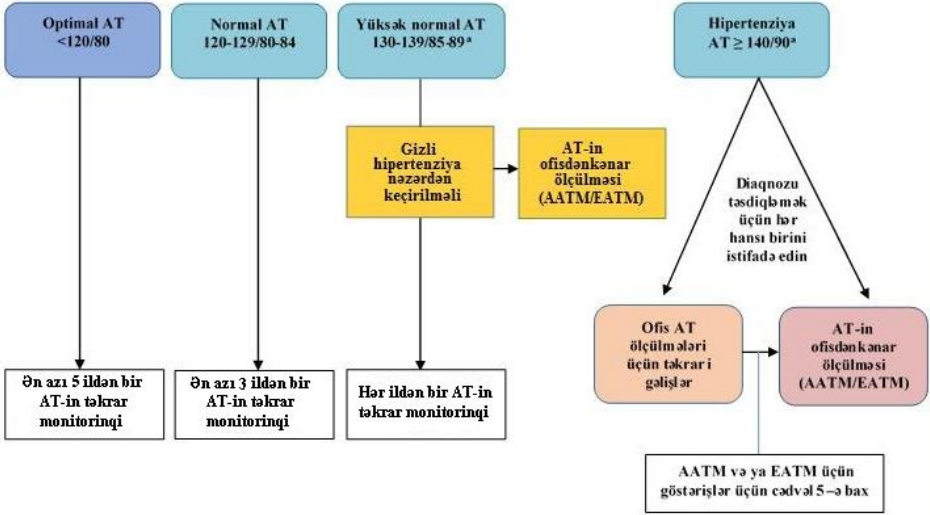 Optimal AT
<120/80
Normal AT
120-129/80-84
Yüksək normal AT
130-139/85-89ᵃ
Hipertenziya
AT ≥ 140/90ᵃ
Gizli
hipertenziya
nəzərdən
keçirilməli
AT-in
ofisdənkənar
ölçülməsi
(AATM/EATM)
Diaqnozu
təsdiqləmək
üçün hər
hansı birini
istifadə edin
Ofis AT
ölçülmələri
üçün təkrar i
gəlişlər
AT-in
ofisdənkənar
ölçülməsi
(AATM/EATM)
Ən azı 5 ildən bir
AT-in təkrar
monitorinqi
Ən azı 3 ildən bir
AT-in təkrar
monitorinqi
Hər ildən bir AT-in
təkrar monitorinqi
AATM və ya EATM üçün
göstərişlər üçün cədvəl 5–ə bax